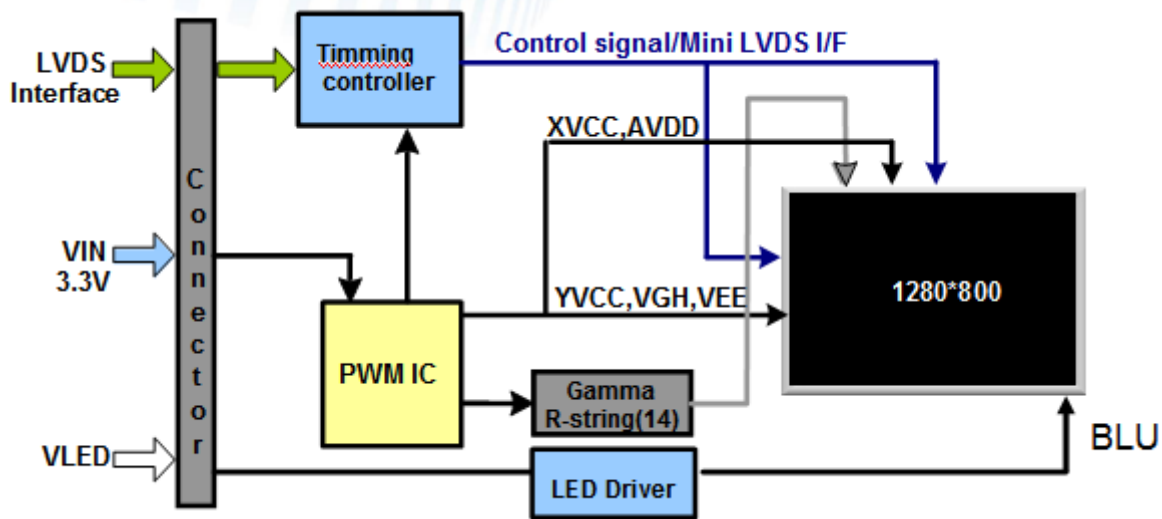 LVDS
Interface
Connector
Timming
controller
Control signal/Mini LVDS I/F
XVCC,AVDD
VIN
3.3V
PWM IC
YVCC,VGH,VEE
1280*800
Gamma
R-string(14)
VLED
LED Driver
BLU